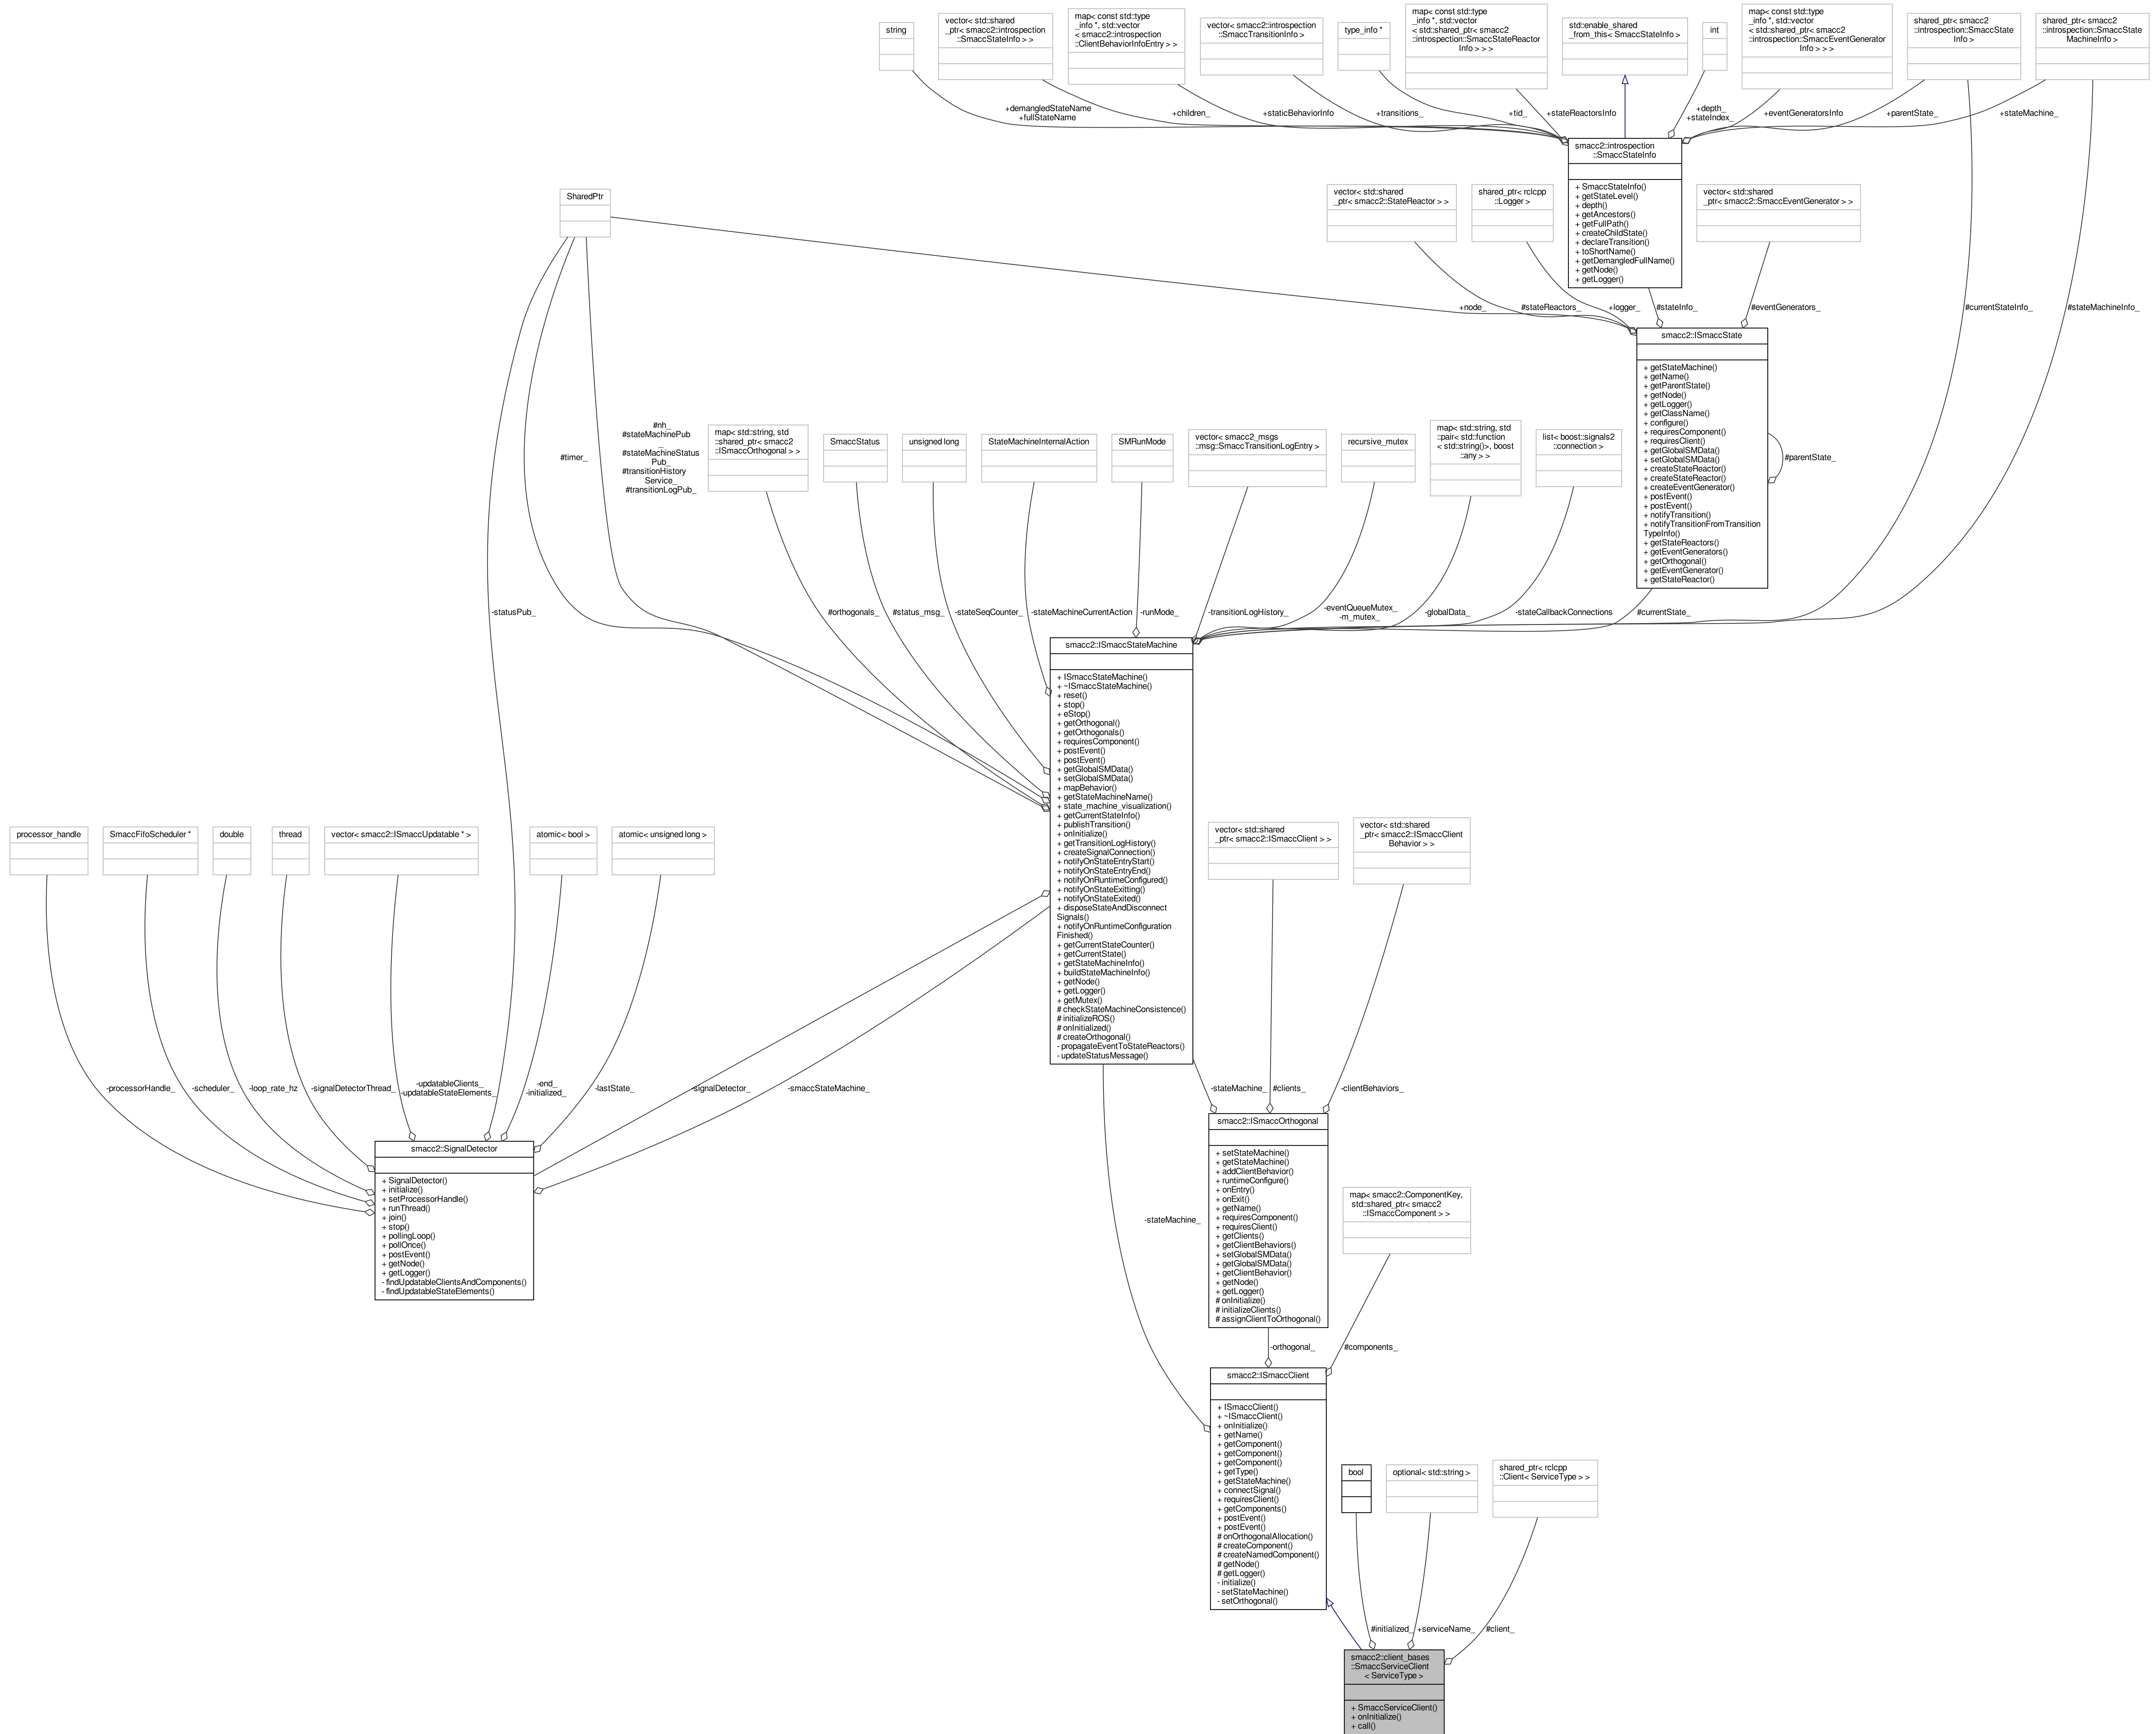 string
vector< std::shared
_ptr< smacc2::introspection
::SmaccStateInfo > >
map< const std::type
_info *, std::vector
< smacc2::introspection
::ClientBehaviorInfoEntry > >
vector< smacc2::introspection
::SmaccTransitionInfo >
type_info *
map< const std::type
_info *, std::vector
< std::shared_ptr< smacc2
::introspection::SmaccStateReactor
Info > > >
std::enable_shared
_from_this< SmaccStateInfo >
int
map< const std::type
_info *, std::vector
< std::shared_ptr< smacc2
::introspection::SmaccEventGenerator
Info > > >
shared_ptr< smacc2
::introspection::SmaccState
Info >
shared_ptr< smacc2
::introspection::SmaccState
MachineInfo >
+demangledStateName
+fullStateName
+children_
+staticBehaviorInfo
+transitions_
+tid_
+stateReactorsInfo
+depth_
+stateIndex_
+eventGeneratorsInfo
+parentState_
+stateMachine_
smacc2::introspection
::SmaccStateInfo
+ SmaccStateInfo()
+ getStateLevel()
+ depth()
+ getAncestors()
+ getFullPath()
+ createChildState()
+ declareTransition()
+ toShortName()
+ getDemangledFullName()
+ getNode()
+ getLogger()
SharedPtr
vector< std::shared
_ptr< smacc2::StateReactor > >
shared_ptr< rclcpp
::Logger >
vector< std::shared
_ptr< smacc2::SmaccEventGenerator > >
+node_
#stateReactors_
+logger_
#stateInfo_
#eventGenerators_
#currentStateInfo_
#stateMachineInfo_
smacc2::ISmaccState
+ getStateMachine()
+ getName()
+ getParentState()
+ getNode()
+ getLogger()
+ getClassName()
+ configure()
+ requiresComponent()
+ requiresClient()
+ getGlobalSMData()
+ setGlobalSMData()
+ createStateReactor()
+ createStateReactor()
+ createEventGenerator()
+ postEvent()
+ postEvent()
+ notifyTransition()
+ notifyTransitionFromTransition
TypeInfo()
+ getStateReactors()
+ getEventGenerators()
+ getOrthogonal()
+ getEventGenerator()
+ getStateReactor()
#parentState_
#timer_
#nh_
#stateMachinePub
_
#stateMachineStatus
Pub_
#transitionHistory
Service_
#transitionLogPub_
map< std::string, std
::shared_ptr< smacc2
::ISmaccOrthogonal > >
SmaccStatus
unsigned long
StateMachineInternalAction
SMRunMode
vector< smacc2_msgs
::msg::SmaccTransitionLogEntry >
recursive_mutex
map< std::string, std
::pair< std::function
< std::string()>, boost
::any > >
list< boost::signals2
::connection >
-statusPub_
#orthogonals_
#status_msg_
-stateSeqCounter_
-stateMachineCurrentAction
-runMode_
-transitionLogHistory_
-eventQueueMutex_
-m_mutex_
-globalData_
-stateCallbackConnections
#currentState_
smacc2::ISmaccStateMachine
+ ISmaccStateMachine()
+ ~ISmaccStateMachine()
+ reset()
+ stop()
+ eStop()
+ getOrthogonal()
+ getOrthogonals()
+ requiresComponent()
+ postEvent()
+ postEvent()
+ getGlobalSMData()
+ setGlobalSMData()
+ mapBehavior()
+ getStateMachineName()
+ state_machine_visualization()
+ getCurrentStateInfo()
+ publishTransition()
+ onInitialize()
+ getTransitionLogHistory()
+ createSignalConnection()
+ notifyOnStateEntryStart()
+ notifyOnStateEntryEnd()
+ notifyOnRuntimeConfigured()
+ notifyOnStateExitting()
+ notifyOnStateExited()
+ disposeStateAndDisconnect
Signals()
+ notifyOnRuntimeConfiguration
Finished()
+ getCurrentStateCounter()
+ getCurrentState()
+ getStateMachineInfo()
+ buildStateMachineInfo()
+ getNode()
+ getLogger()
+ getMutex()
# checkStateMachineConsistence()
# initializeROS()
# onInitialized()
# createOrthogonal()
- propagateEventToStateReactors()
- updateStatusMessage()
processor_handle
SmaccFifoScheduler *
double
thread
vector< smacc2::ISmaccUpdatable * >
atomic< bool >
atomic< unsigned long >
vector< std::shared
_ptr< smacc2::ISmaccClient > >
vector< std::shared
_ptr< smacc2::ISmaccClient
Behavior > >
-processorHandle_
-scheduler_
-loop_rate_hz
-signalDetectorThread_
-updatableClients_
-updatableStateElements_
-end_
-initialized_
-lastState_
-signalDetector_
-smaccStateMachine_
-stateMachine_
#clients_
-clientBehaviors_
smacc2::SignalDetector
+ SignalDetector()
+ initialize()
+ setProcessorHandle()
+ runThread()
+ join()
+ stop()
+ pollingLoop()
+ pollOnce()
+ postEvent()
+ getNode()
+ getLogger()
- findUpdatableClientsAndComponents()
- findUpdatableStateElements()
smacc2::ISmaccOrthogonal
+ setStateMachine()
+ getStateMachine()
+ addClientBehavior()
+ runtimeConfigure()
+ onEntry()
+ onExit()
+ getName()
+ requiresComponent()
+ requiresClient()
+ getClients()
+ getClientBehaviors()
+ setGlobalSMData()
+ getGlobalSMData()
+ getClientBehavior()
+ getNode()
+ getLogger()
# onInitialize()
# initializeClients()
# assignClientToOrthogonal()
map< smacc2::ComponentKey,
std::shared_ptr< smacc2
::ISmaccComponent > >
-stateMachine_
-orthogonal_
#components_
smacc2::ISmaccClient
+ ISmaccClient()
+ ~ISmaccClient()
+ onInitialize()
+ getName()
+ getComponent()
+ getComponent()
+ getComponent()
+ getType()
+ getStateMachine()
+ connectSignal()
+ requiresClient()
+ getComponents()
+ postEvent()
+ postEvent()
# onOrthogonalAllocation()
# createComponent()
# createNamedComponent()
# getNode()
# getLogger()
- initialize()
- setStateMachine()
- setOrthogonal()
bool
optional< std::string >
shared_ptr< rclcpp
::Client< ServiceType > >
#initialized_
+serviceName_
#client_
smacc2::client_bases
::SmaccServiceClient
< ServiceType >
+ SmaccServiceClient()
+ onInitialize()
+ call()